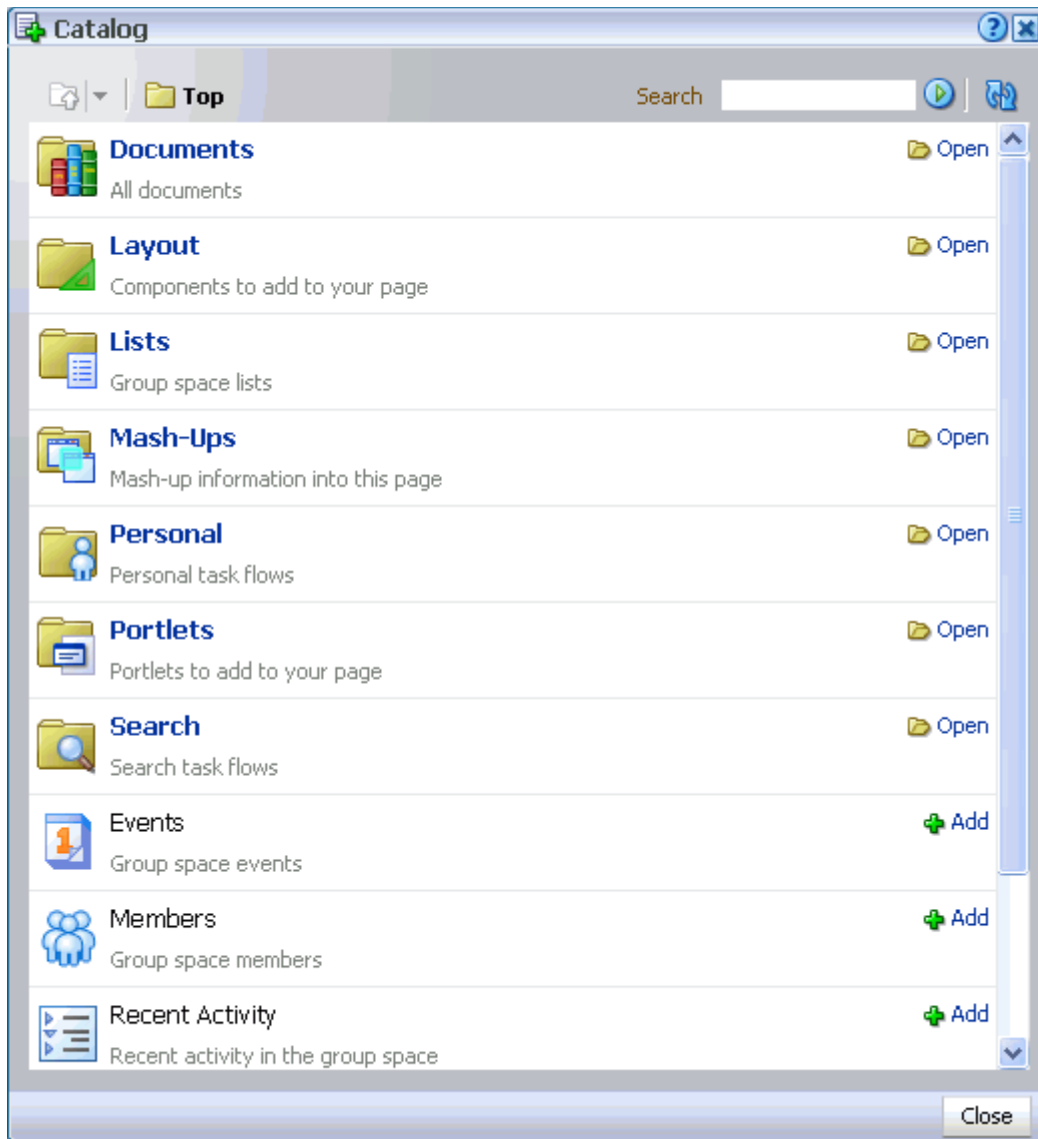 Catalog
Top Search
Documents Open
All documents
Layout Open
Components to add to your page
Lists Open
Group space lists
Mash-Ups Open
Mash-up information into this page
Personal Open
Personal task flows
Portlets Open
Portlets to add to your page
Search Open
Search task flows
Events Add
Group space events
Members Add
Group space members
Recent Activity Add
Recent activity in the group space
Close